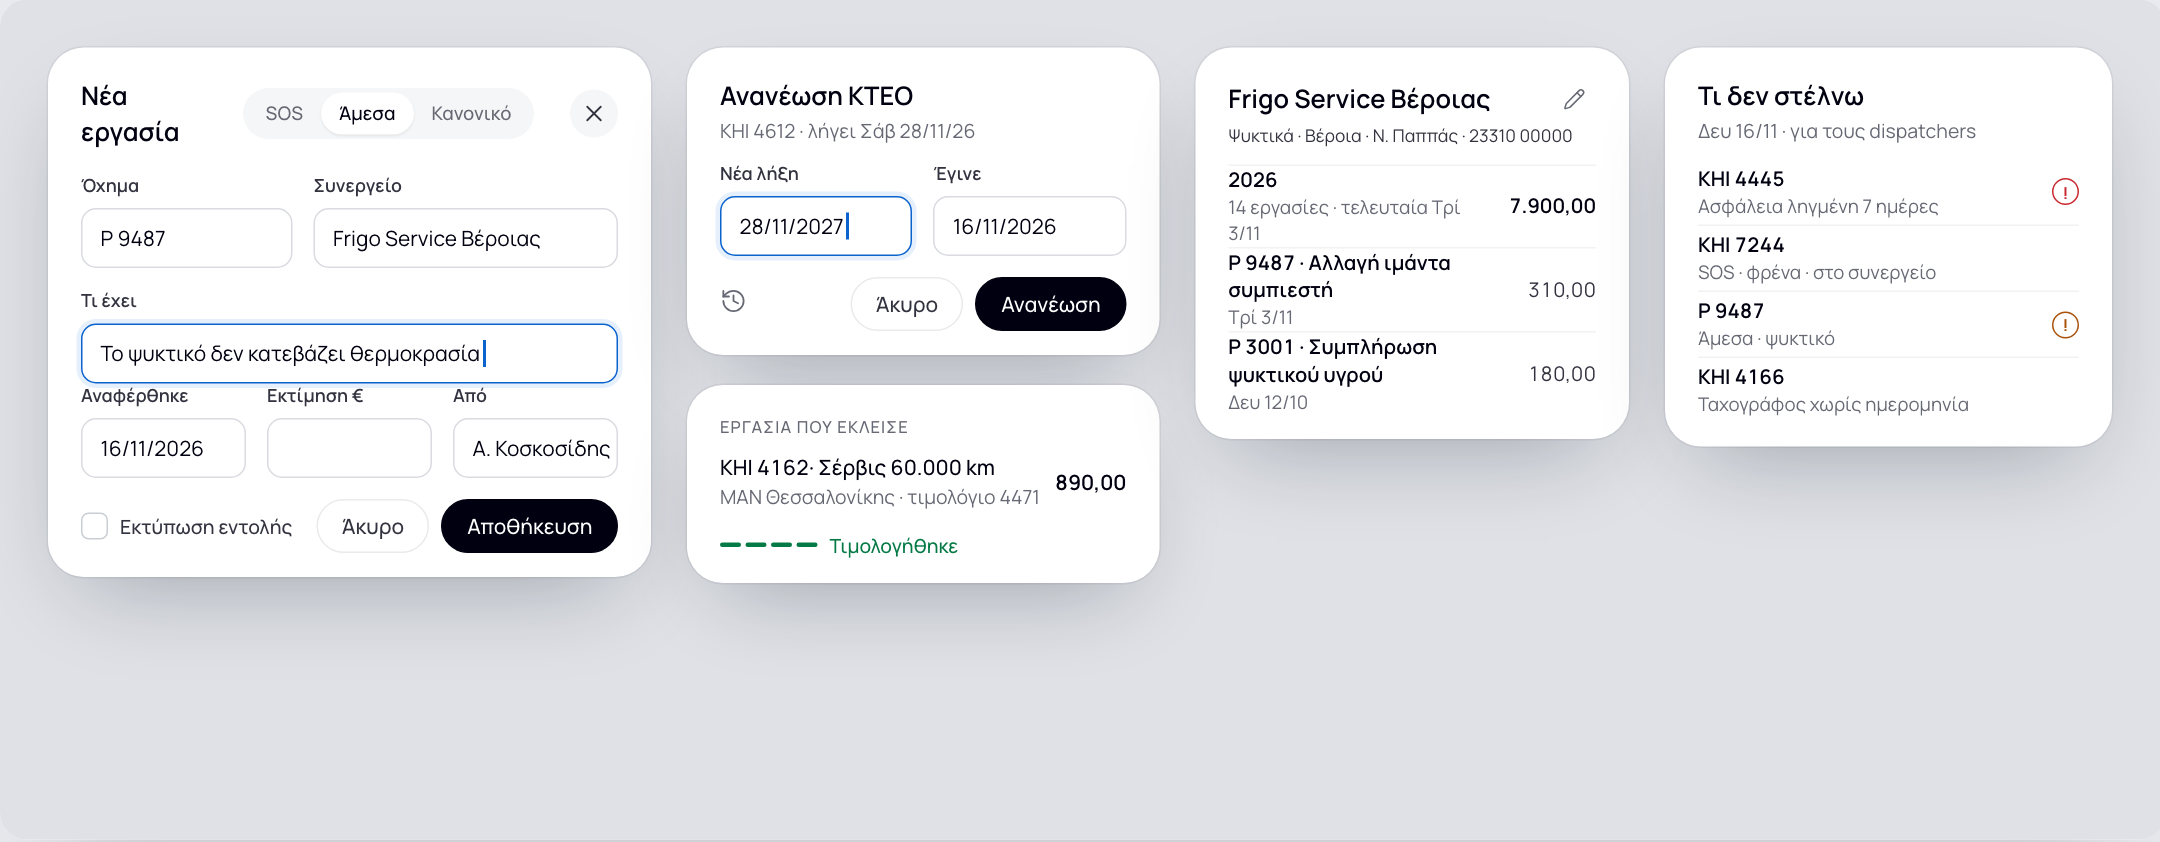 Νέα
εργασία
SOS Άμεσα Κανονικό
Όχημα Συνεργείο
P 9487 Frigo Service Βέροιας
Τι έχει
Το ψυκτικό δεν κατεβάζει θερμοκρασία
Αναφέρθηκε Εκτίμηση € Από
16/11/2026 Α. Κοσκοσίδης
Εκτύπωση εντολής Άκυρο Αποθήκευση
Ανανέωση ΚΤΕΟ
KHI 4612 · λήγει Σάβ 28/11/26
Νέα λήξη Έγινε
28/11/2027 16/11/2026
Άκυρο Ανανέωση
ΕΡΓΑΣΙΑ ΠΟΥ ΕΚΛΕΙΣΕ
KHI 4162· Σέρβις 60.000 km
890,00
MAN Θεσσαλονίκης · τιμολόγιο 4471
Τιμολογήθηκε
Frigo Service Βέροιας
Ψυκτικά · Βέροια · Ν. Παππάς · 23310 00000
2026
14 εργασίες · τελευταία Τρί
3/11
7.900,00
P 9487 · Αλλαγή ιμάντα
συμπιεστή
310,00
Τρί 3/11
P 3001 · Συμπλήρωση
ψυκτικού υγρού
180,00
Δευ 12/10
Τι δεν στέλνω
Δευ 16/11 · για τους dispatchers
KHI 4445
Ασφάλεια ληγμένη 7 ημέρες
KHI 7244
SOS · φρένα · στο συνεργείο
P 9487
Άμεσα · ψυκτικό
KHI 4166
Ταχογράφος χωρίς ημερομηνία